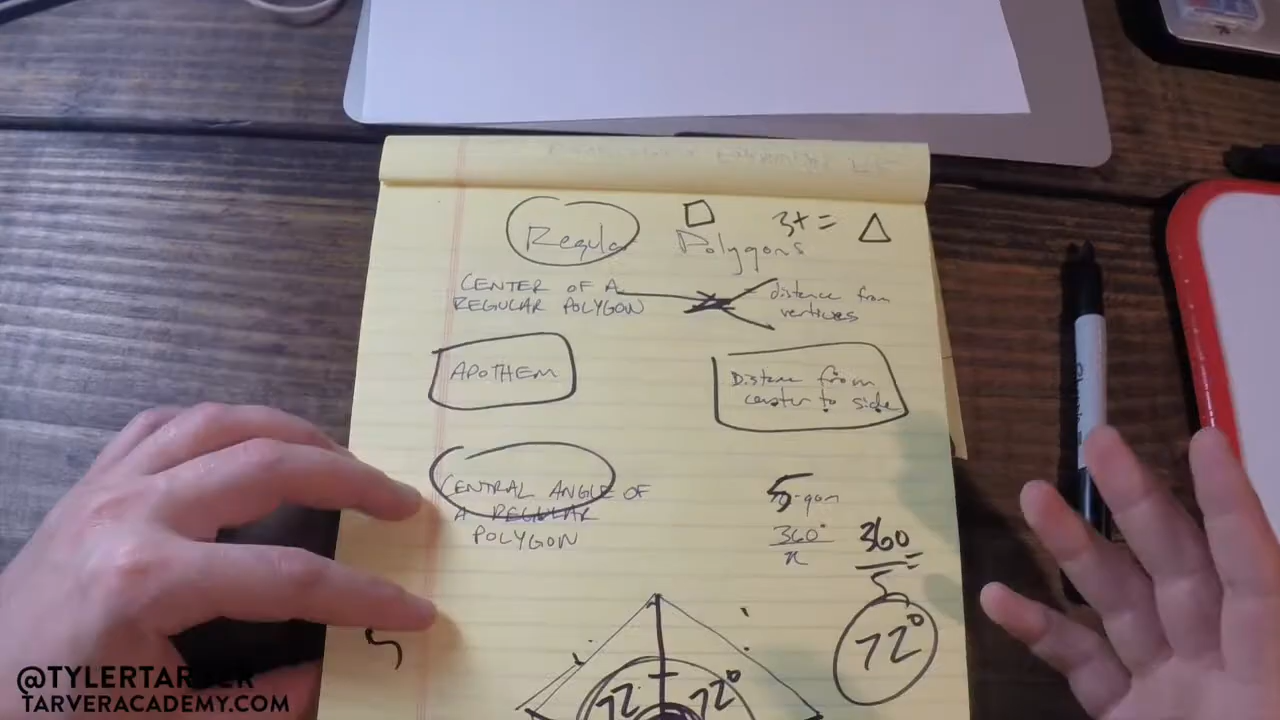 Regular Polygons
3+ =
CENTER OF A
REGULAR POLYGON
distance from
vertices
APOTHEM
Distance from
center to side
CENTRAL ANGLE OF
A REGULAR
POLYGON
5-gon
360°
n
360
5
=
72°
5
72 72°
@TYLERTARVER
TARVERACADEMY.COM